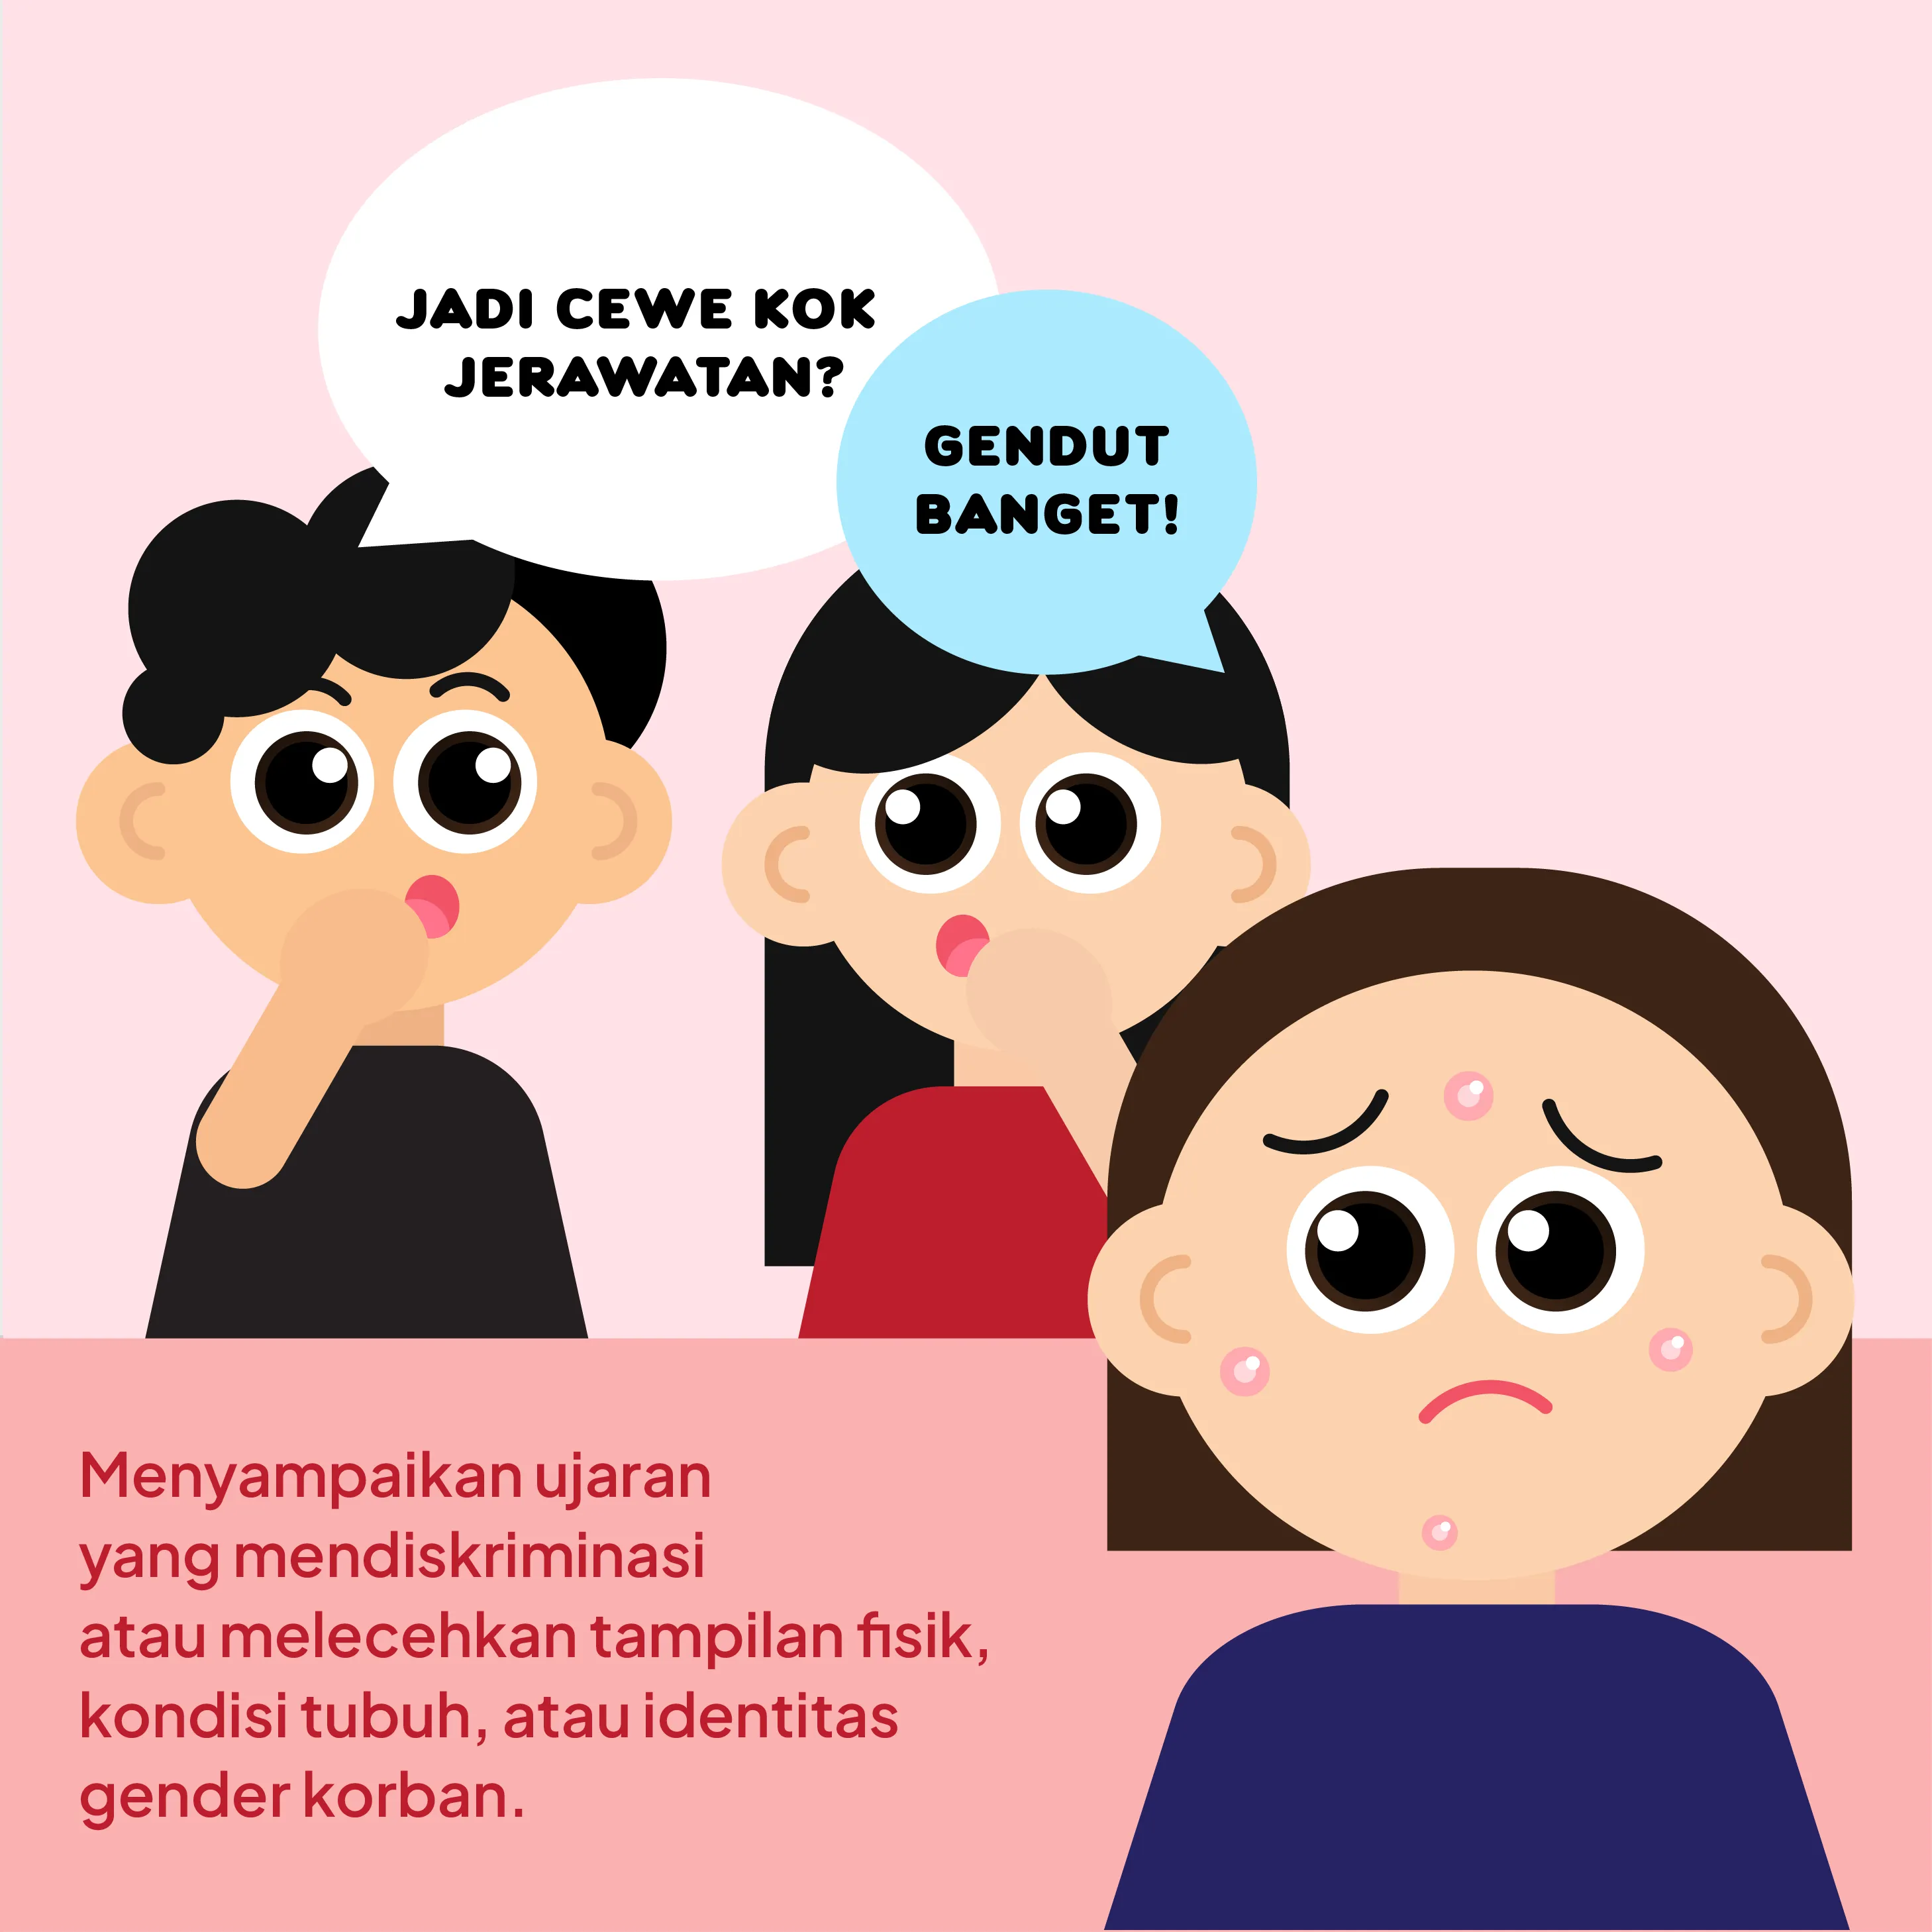 JADI CEWE KOK
JERAWATAN?
GENDUT
BANGET!
Menyampaikan ujaran
yang mendiskriminasi
atau melecehkan tampilan fisik,
kondisi tubuh, atau identitas
gender korban.